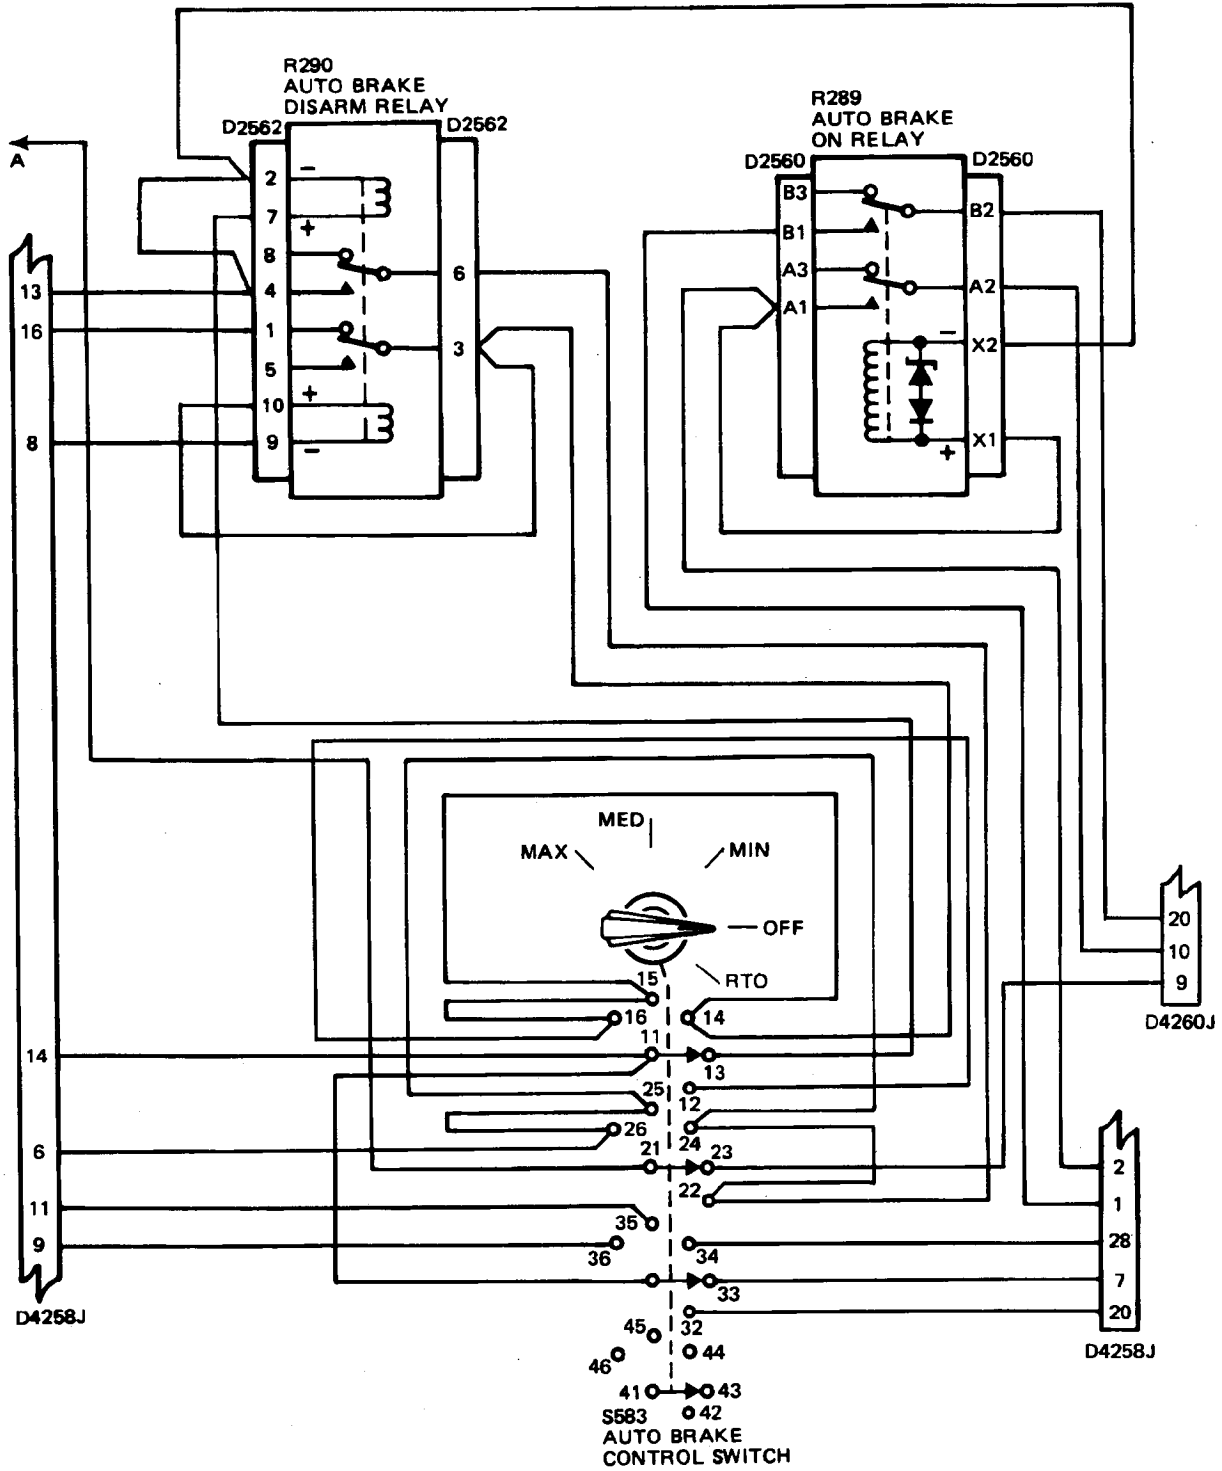 R290
AUTO BRAKE
DISARM RELAY
D2562
D2562
R289
AUTO BRAKE
ON RELAY
D2560
D2560
A
2
7
8
4
1
5
10
9
−
+
+
−
6
3
B3
B1
A3
A1
B2
A2
X2
X1
−
+
13
16
8
14
6
11
9
D4258J
MAX
MED
MIN
OFF
RTO
15
16
14
11
13
12
25
26
24
21
23
22
35
36
34
33
32
45
46
44
41
43
42
S583
AUTO BRAKE
CONTROL SWITCH
20
10
9
D4260J
2
1
28
7
20
D4258J